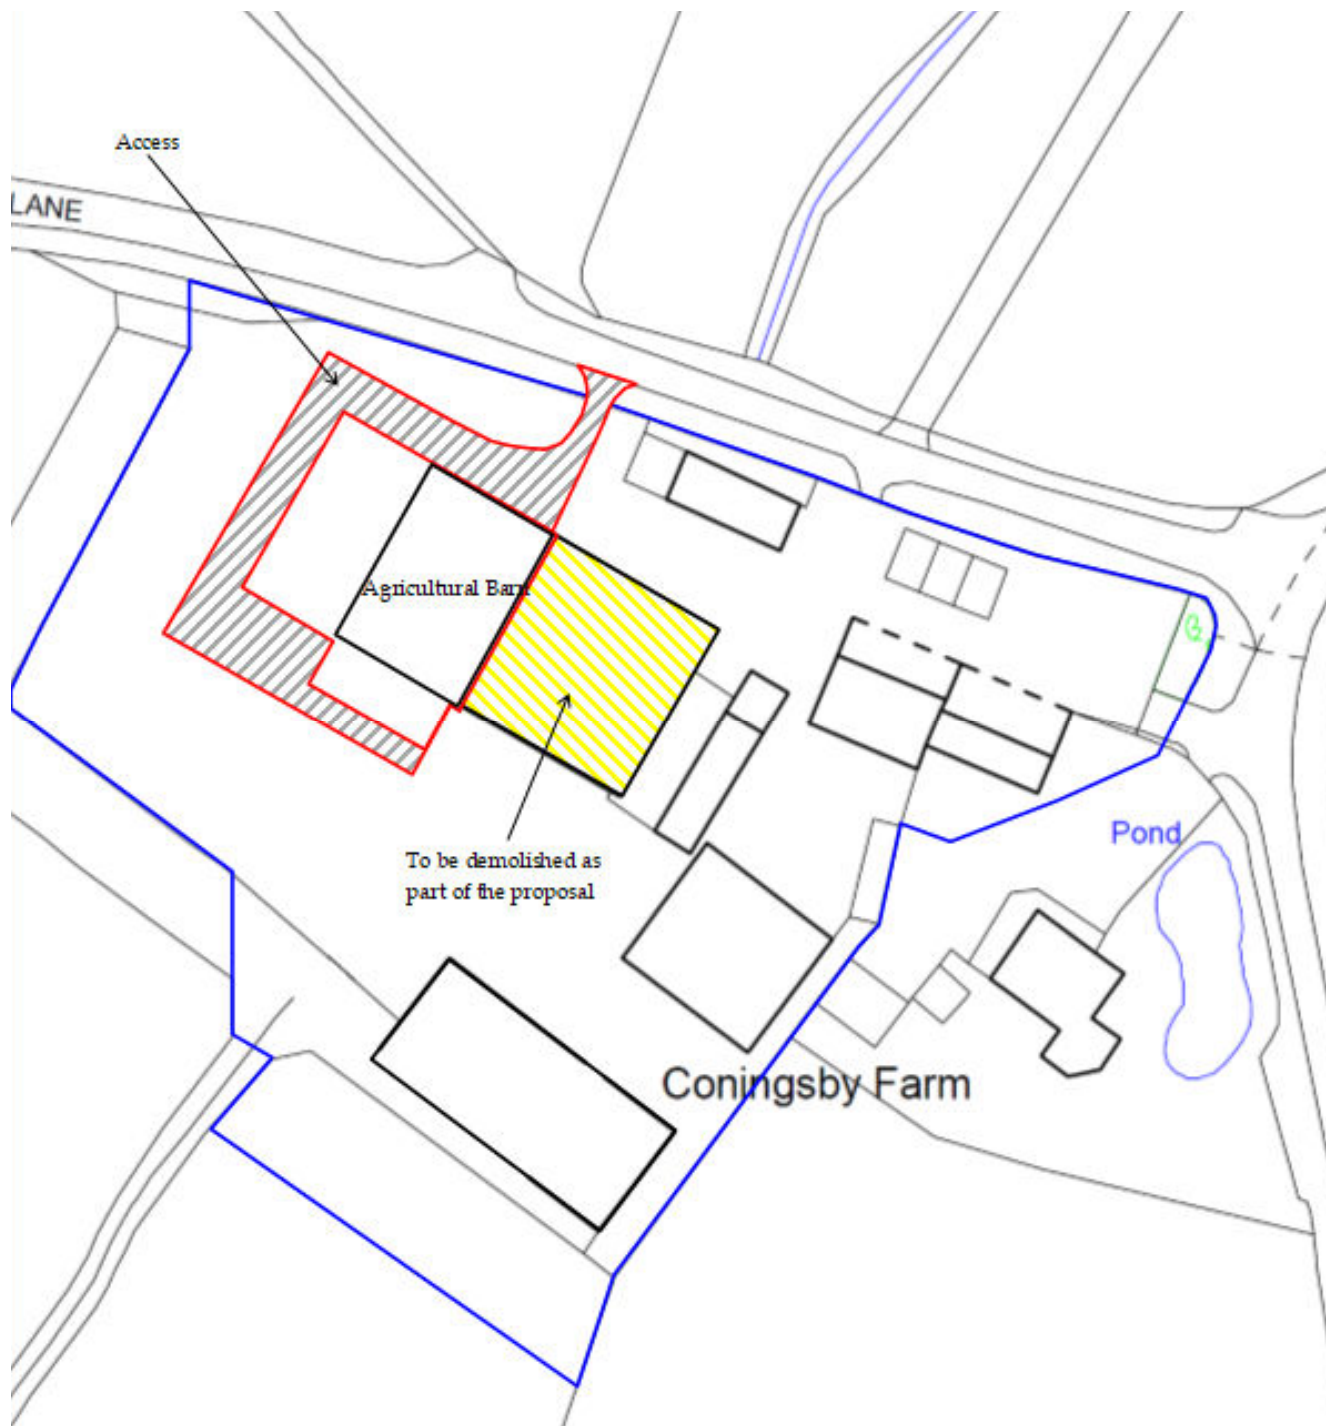 Access
LANE
Agricultural Barn
To be demolished as
part of the proposal
Pond
Coningsby Farm